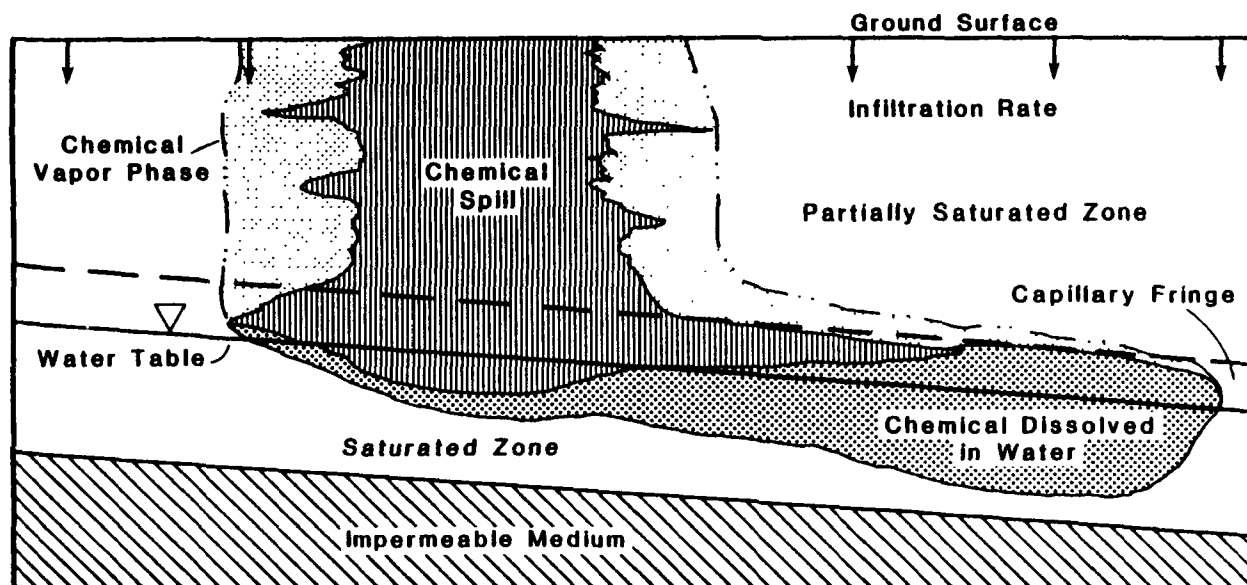 Ground Surface
Infiltration Rate
Chemical
Vapor Phase
Chemical
Spill
Partially Saturated Zone
Capillary Fringe
Water Table
Chemical Dissolved
in Water
Saturated Zone
Impermeable Medium